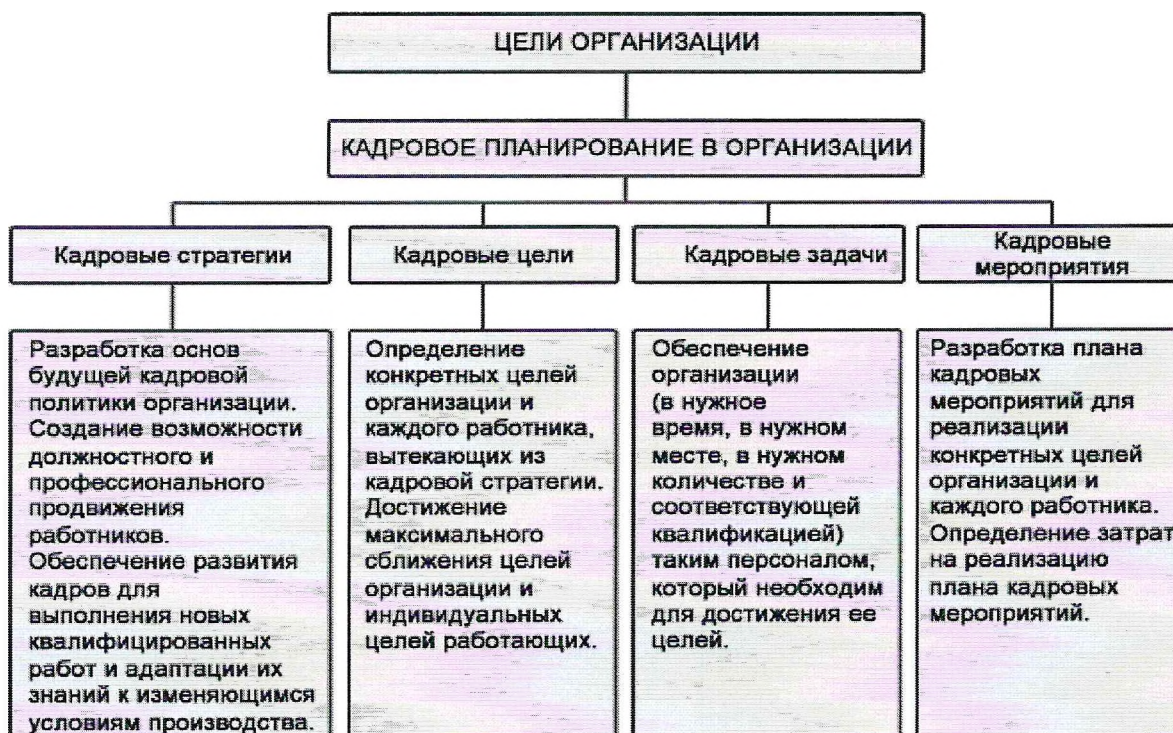 ЦЕЛИ ОРГАНИЗАЦИИ
КАДРОВОЕ ПЛАНИРОВАНИЕ В ОРГАНИЗАЦИИ
Кадровые стратегии
Разработка основ
будущей кадровой
политики организации.
Создание возможности
должностного и
профессионального
продвижения
работников.
Обеспечение развития
кадров для
выполнения новых
квалифицированных
работ и адаптации их
знаний к изменяющимся
условиям производства.
Кадровые цели
Определение
конкретных целей
организации и
каждого работника,
вытекающих из
кадровой стратегии.
Достижение
максимального
сближения целей
организации и
индивидуальных
целей работающих.
Кадровые задачи
Обеспечение
организации
(в нужное
время, в нужном
месте, в нужном
количестве и
соответствующей
квалификацией)
таким персоналом,
который необходим
для достижения ее
целей.
Кадровые
мероприятия
Разработка плана
кадровых
мероприятий для
реализации
конкретных целей
организации и
каждого работника.
Определение затрат
на реализацию
плана кадровых
мероприятий.